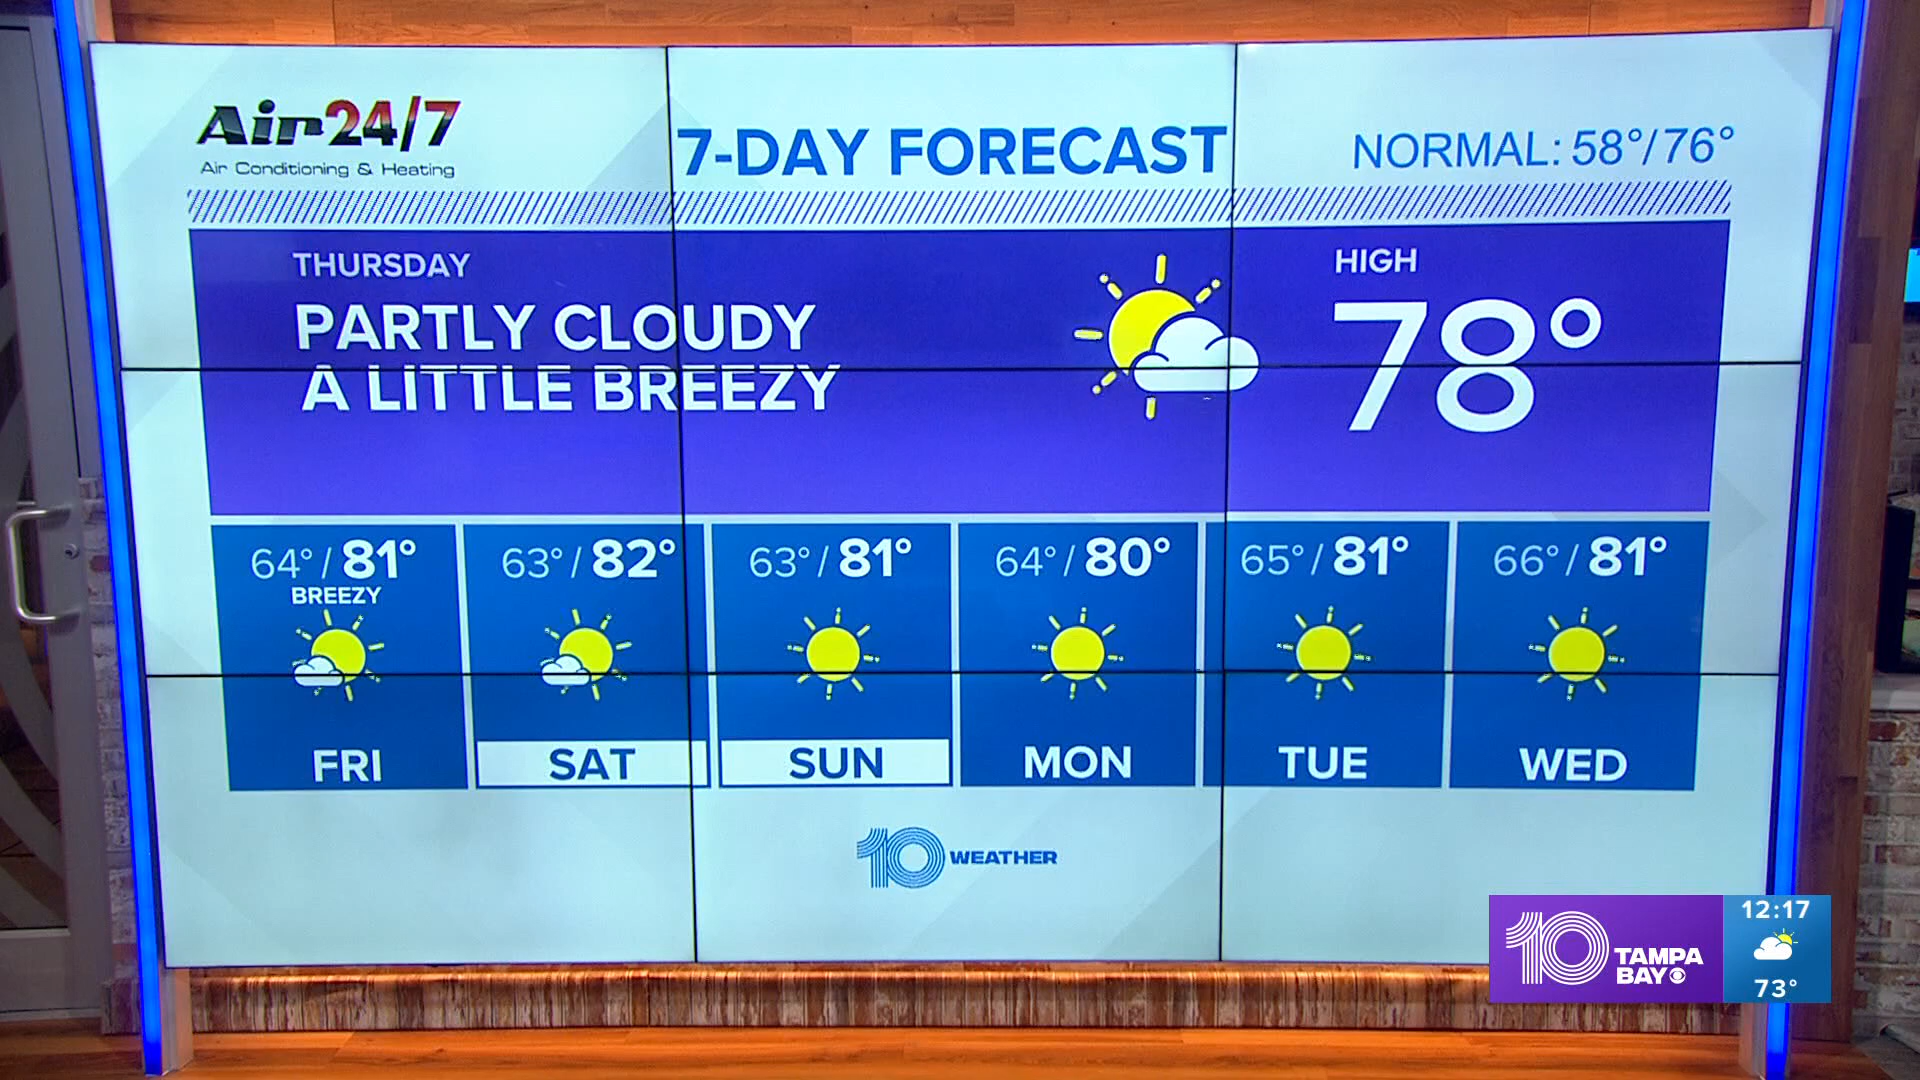 Air24/7
Air Conditioning & Heating
7-DAY FORECAST
NORMAL: 58°/76°
THURSDAY
PARTLY CLOUDY
A LITTLE BREEZY
HIGH
78°
64°/81°
BREEZY
FRI
63°/82°
SAT
63°/81°
SUN
64°/80°
MON
65°/81°
TUE
66°/81°
WED
10 WEATHER
10 TAMPA
BAY
12:17
73°